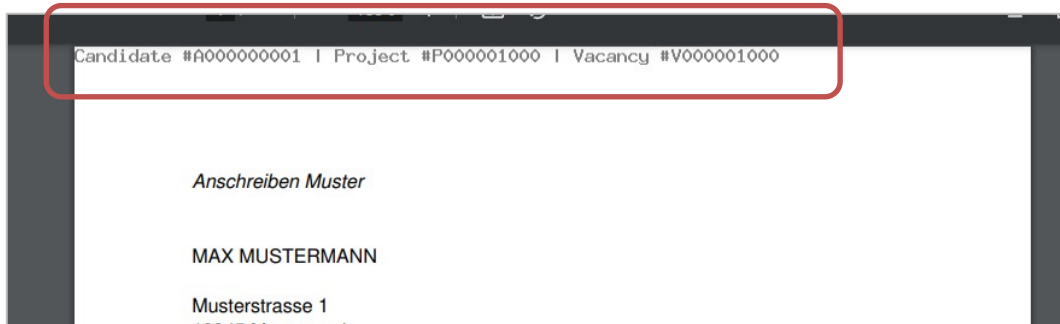 Candidate #A000000001 | Project #P000001000 | Vacancy #V000001000
Anschreiben Muster
MAX MUSTERMANN
Musterstrasse 1